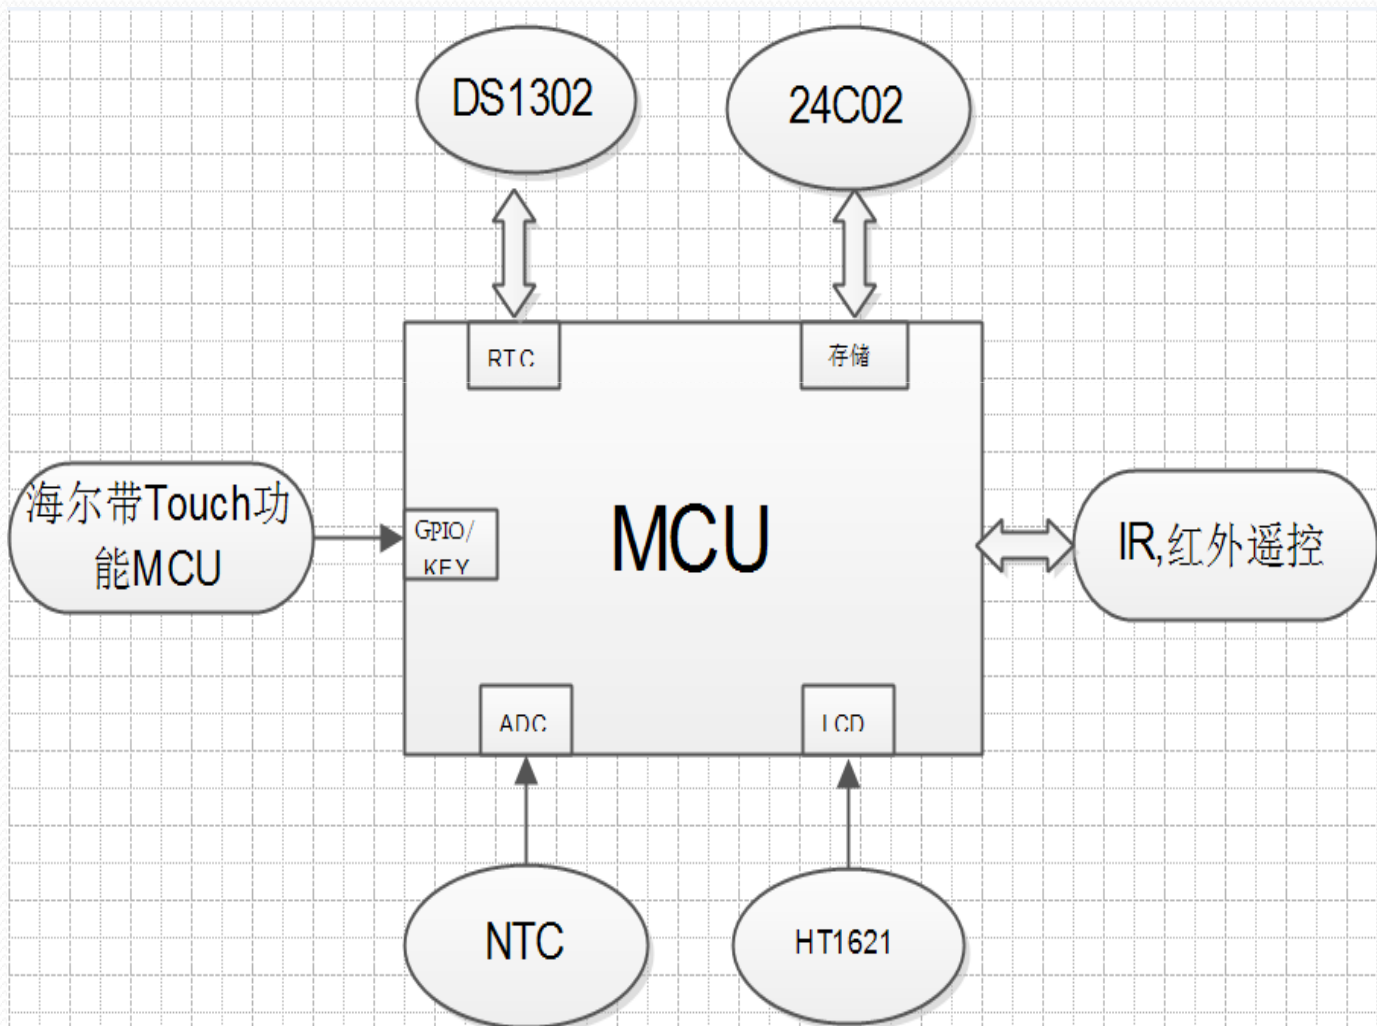 DS1302
24C02
RTC
存储
海尔带Touch功
能MCU
GPIO/
KEY
MCU
IR,红外遥控
ADC
LCD
NTC
HT1621